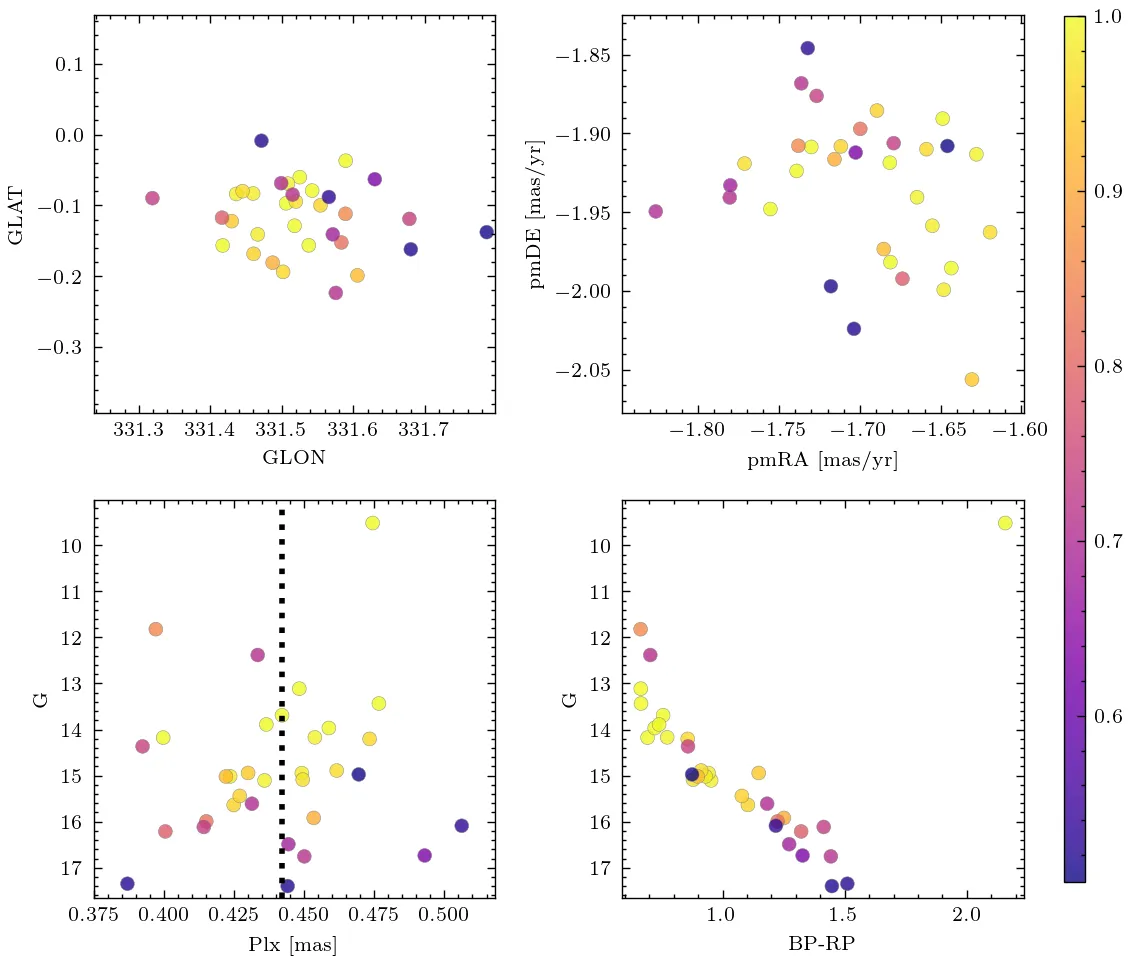 0.1
0.0
−0.1
−0.2
−0.3
GLAT
331.3 331.4 331.5 331.6 331.7
GLON
−1.85
−1.90
−1.95
−2.00
−2.05
pmDE [mas/yr]
−1.80 −1.75 −1.70 −1.65 −1.60
pmRA [mas/yr]
1.0
0.9
0.8
0.7
0.6
10
11
12
13
14
15
16
17
G
0.375 0.400 0.425 0.450 0.475 0.500
Plx [mas]
10
11
12
13
14
15
16
17
G
1.0 1.5 2.0
BP-RP